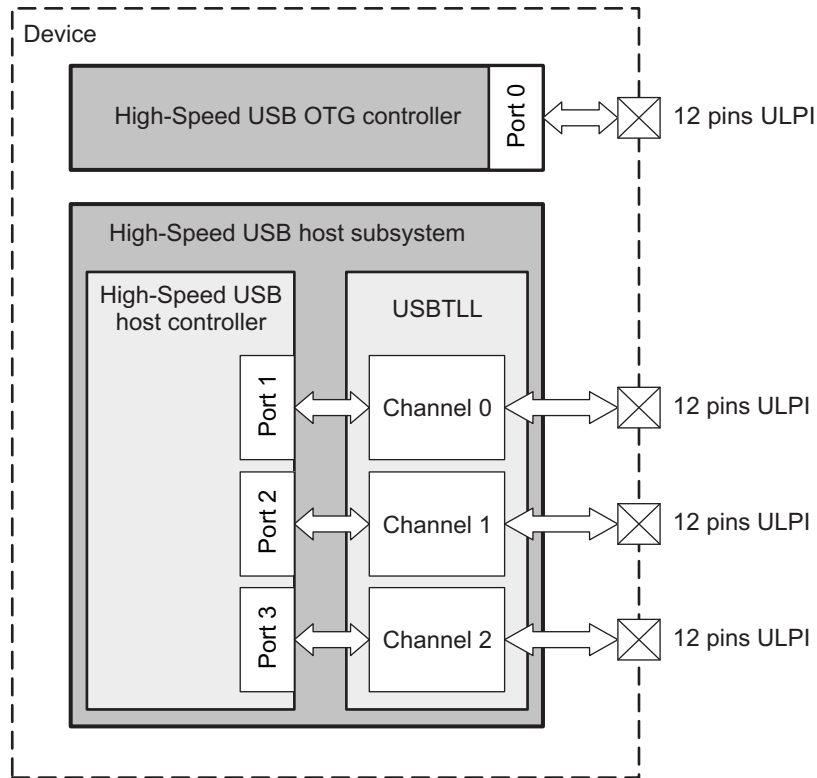 Device
High-Speed USB OTG controller
Port 0
12 pins ULPI
High-Speed USB host subsystem
High-Speed USB
host controller
USBTLL
Port 1
Channel 0
12 pins ULPI
Port 2
Channel 1
12 pins ULPI
Port 3
Channel 2
12 pins ULPI